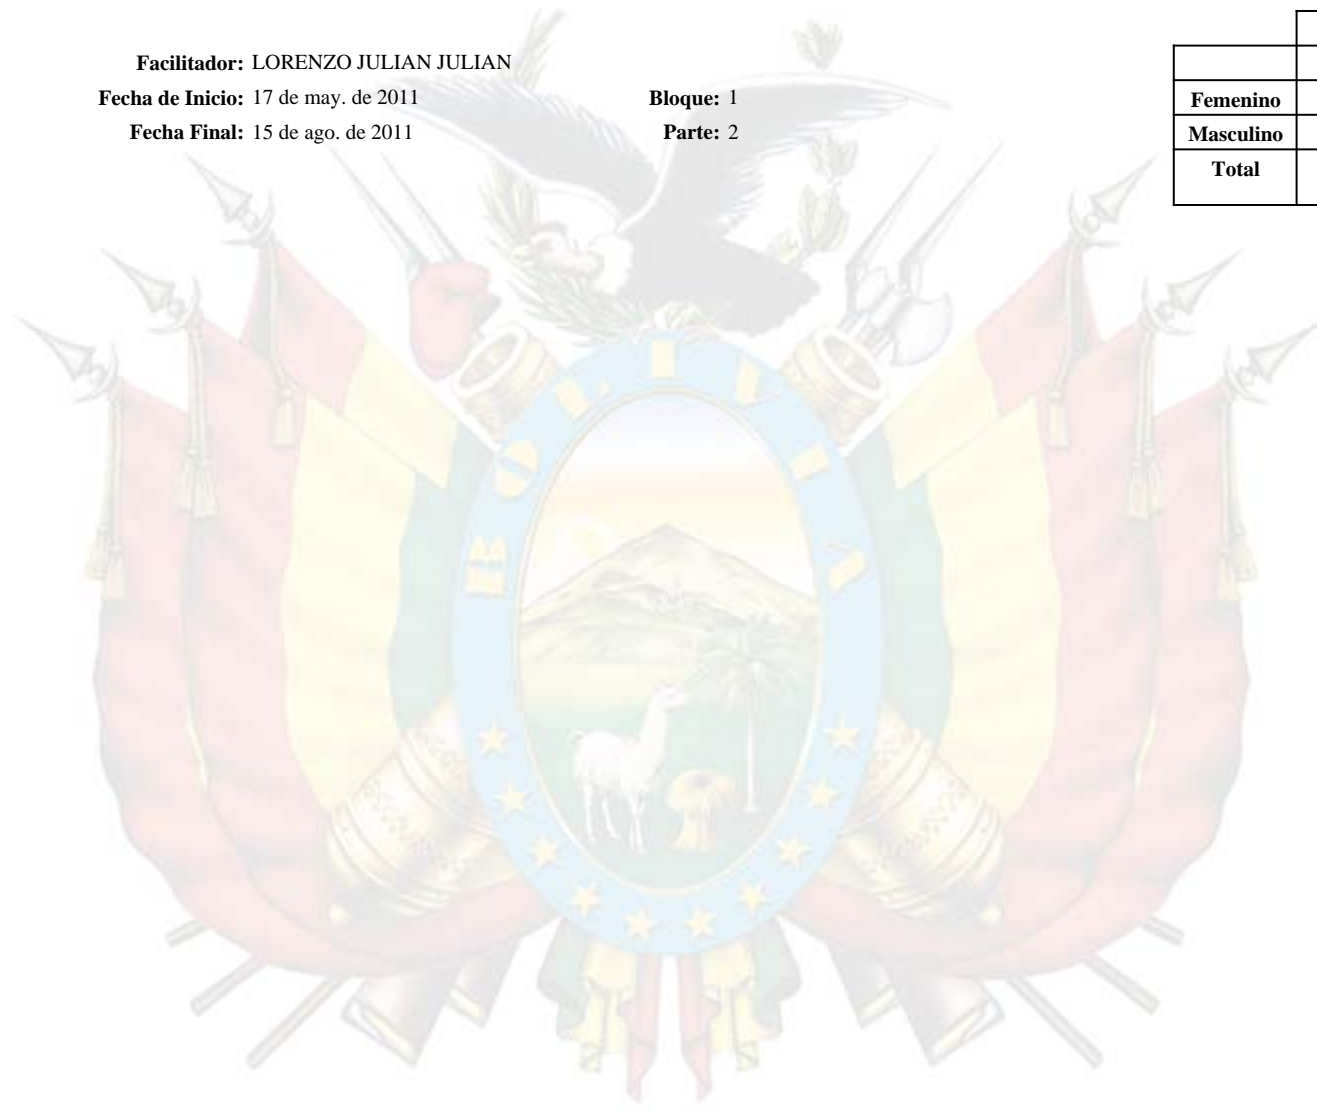 Facilitador: LORENZO JULIAN JULIAN
Fecha de Inicio: 17 de may. de 2011 Bloque: 1
Fecha Final: 15 de ago. de 2011 Parte: 2
Femenino
Masculino
Total
BOLIVIA